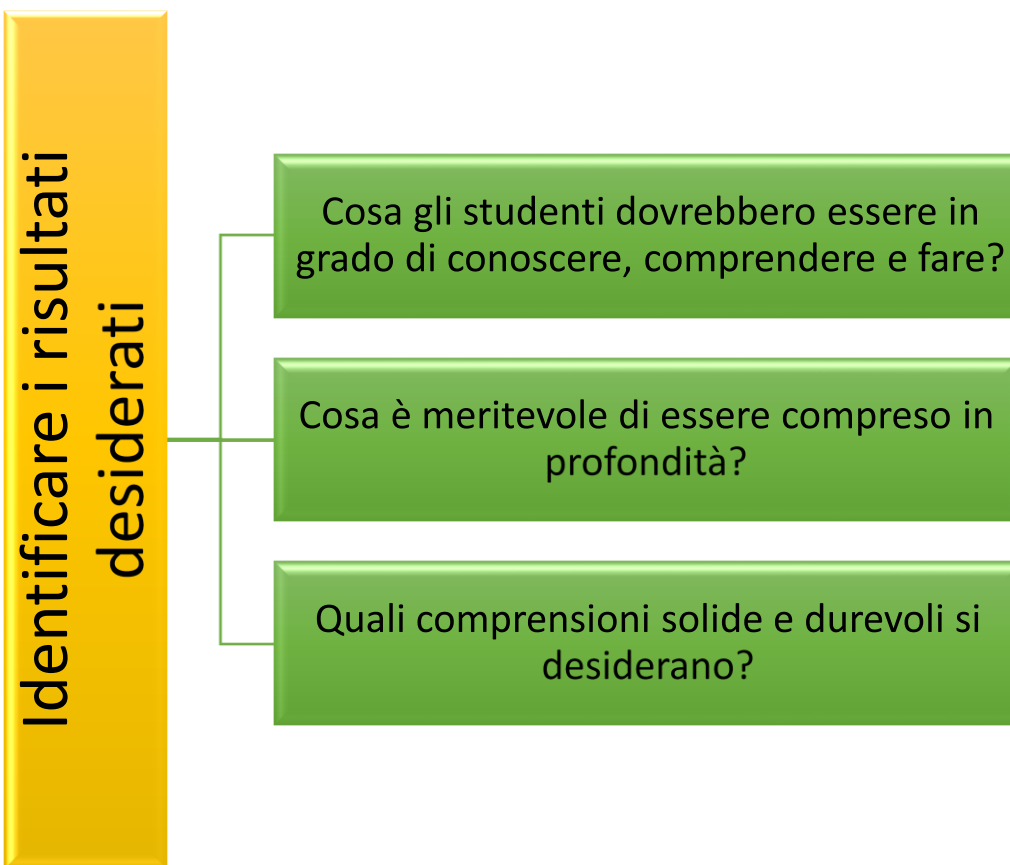 Identificare i risultati
desiderati
Cosa gli studenti dovrebbero essere in
grado di conoscere, comprendere e fare?
Cosa è meritevole di essere compreso in
profondità?
Quali comprensioni solide e durevoli si
desiderano?